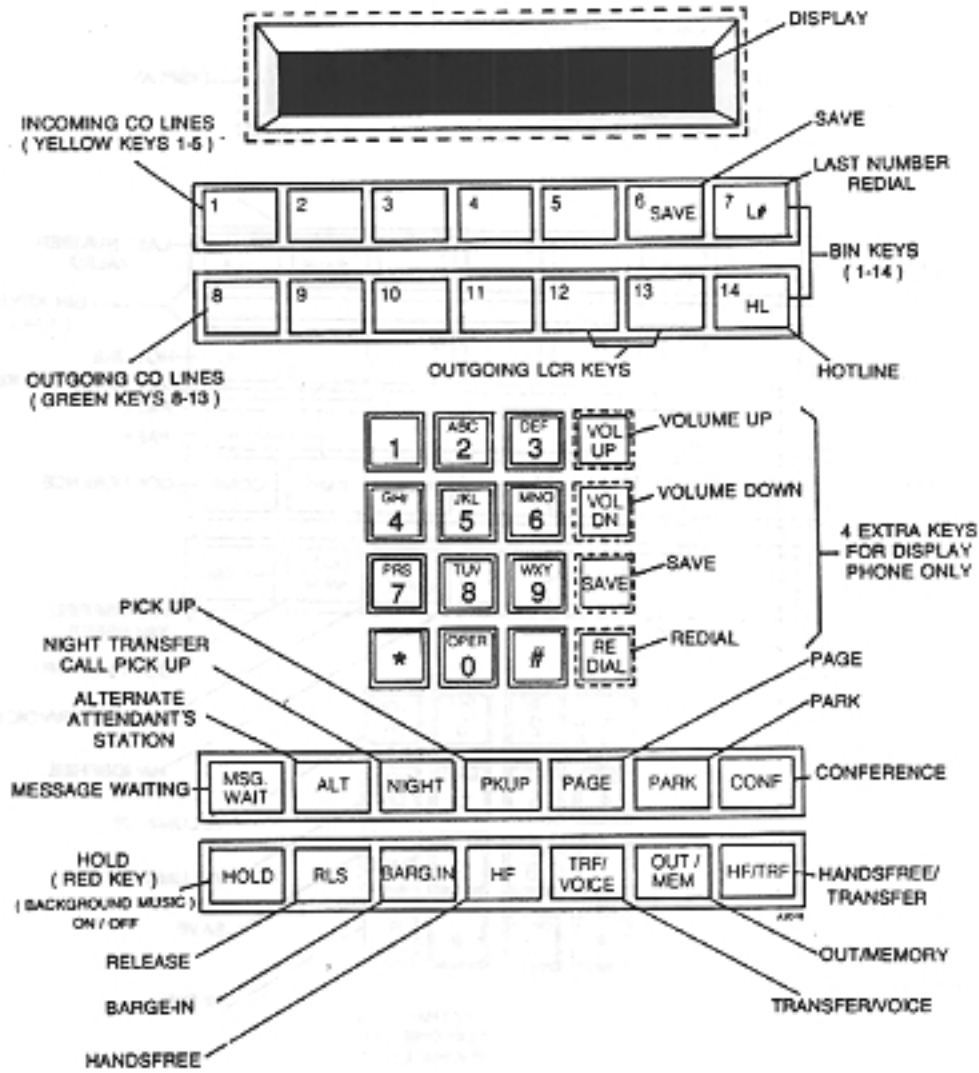 DISPLAY
INCOMING CO LINES
( YELLOW KEYS 1-5 )
SAVE
LAST NUMBER
REDIAL
1 2 3 4 5 6 SAVE 7 L#
BIN KEYS
( 1-14 )
8 9 10 11 12 13 14 HL
OUTGOING LCR KEYS
HOTLINE
OUTGOING CO LINES
( GREEN KEYS 8-13 )
1 ABC 2 DEF 3 VOL UP
VOLUME UP
GHI 4 JKL 5 MNO 6 VOL DN
VOLUME DOWN
4 EXTRA KEYS
FOR DISPLAY
PHONE ONLY
PRS 7 TUV 8 WXY 9 SAVE
SAVE
PICK UP
* OPER 0 # RE DIAL
REDIAL
NIGHT TRANSFER
CALL PICK UP
PAGE
ALTERNATE
ATTENDANT'S
STATION
PARK
MESSAGE WAITING
MSG. WAIT ALT NIGHT PKUP PAGE PARK CONF
CONFERENCE
HOLD
( RED KEY )
( BACKGROUND MUSIC )
ON / OFF
HOLD RLS BARG.IN HF TRF/ VOICE OUT / MEM HF/TRF
HANDSFREE/
TRANSFER
RELEASE
OUT/MEMORY
BARGE-IN
TRANSFER/VOICE
HANDSFREE